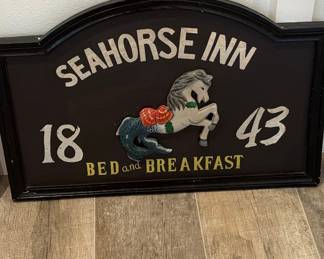 SEAHORSE INN
18 43
BED and BREAKFAST